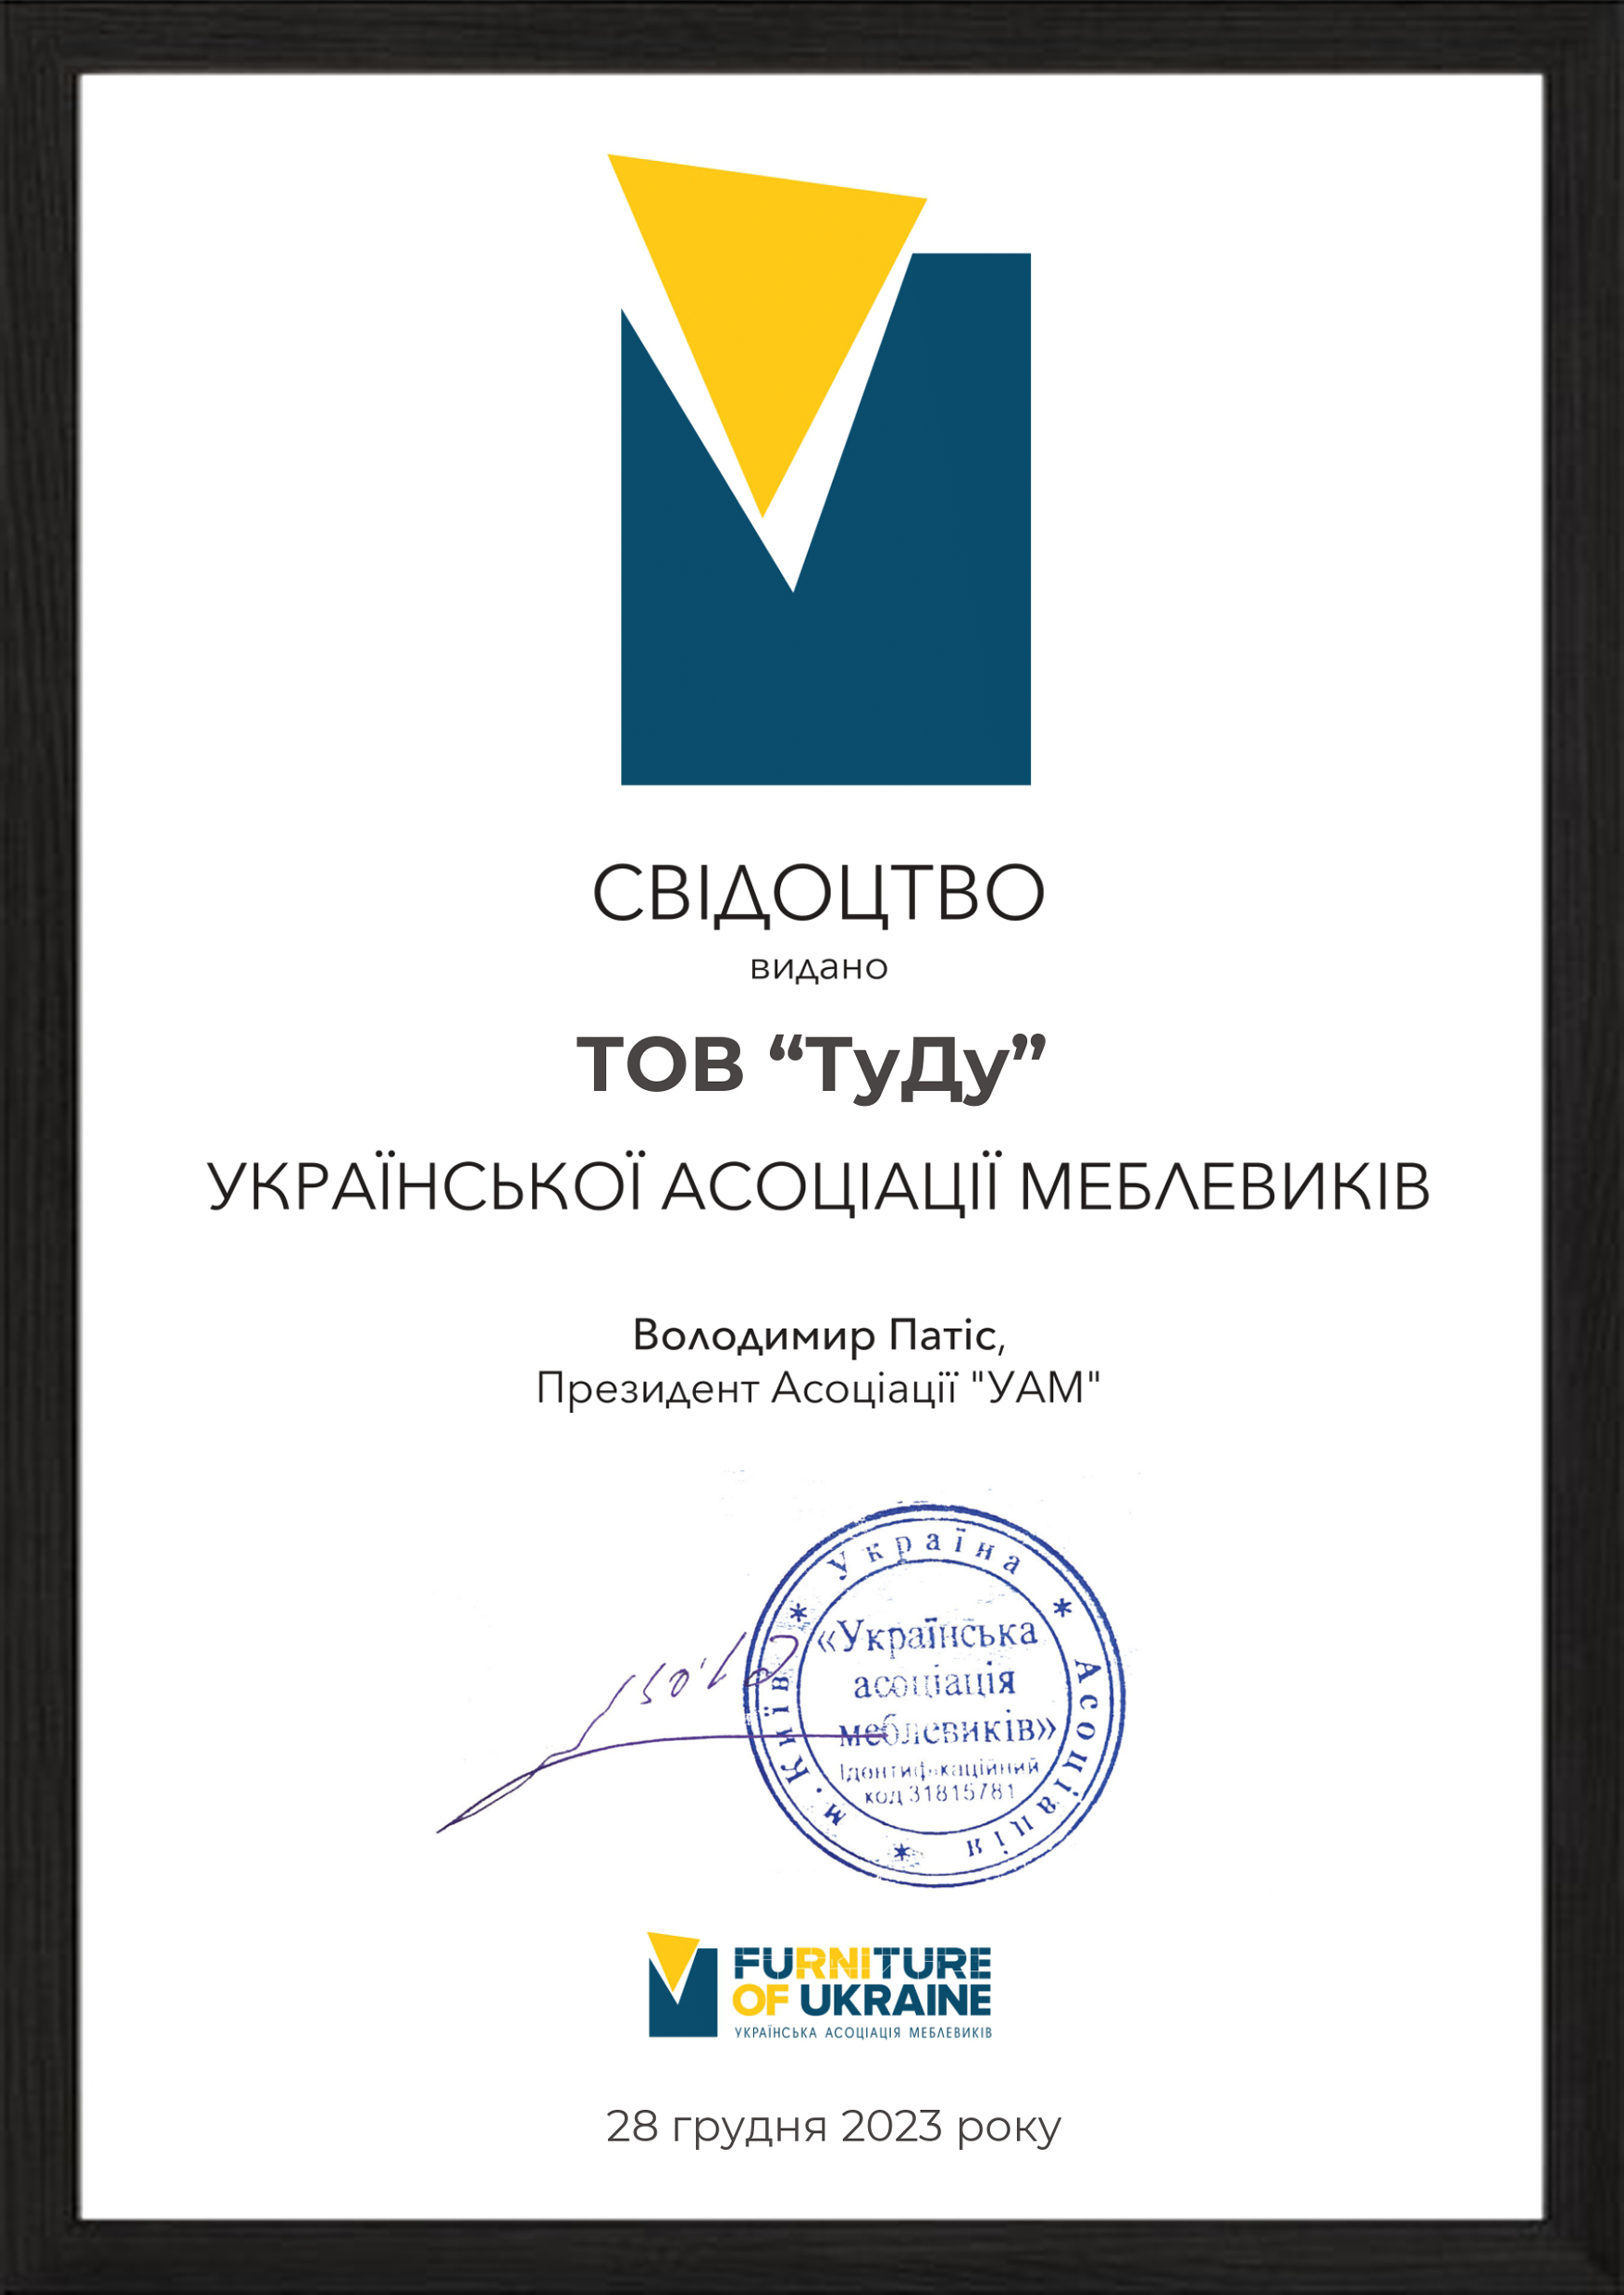 СВІДОЦТВО
видано
ТОВ “ТуДу”
УКРАЇНСЬКОЇ АСОЦІАЦІЇ МЕБЛЕВИКІВ
Володимир Патіс,
Президент Асоціації "УАМ"
* Україна * Асоціація * м. Київ
«Українська
асоціація
меблевиків»
Ідентифікаційний
код 31815781
FURNITURE
OF UKRAINE
УКРАЇНСЬКА АСОЦІАЦІЯ МЕБЛЕВИКІВ
28 грудня 2023 року